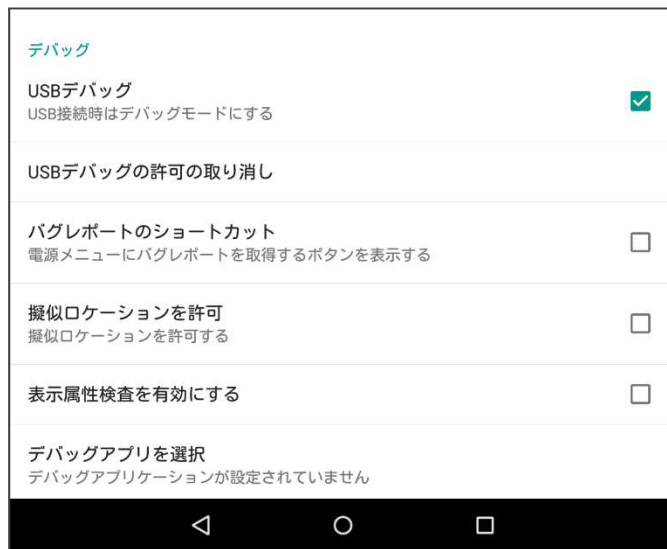 デバッグ
USBデバッグ
USB接続時はデバッグモードにする
USBデバッグの許可の取り消し
バグレポートのショートカット
電源メニューにバグレポートを取得するボタンを表示する
擬似ロケーションを許可
擬似ロケーションを許可する
表示属性検査を有効にする
デバッグアプリを選択
デバッグアプリケーションが設定されていません